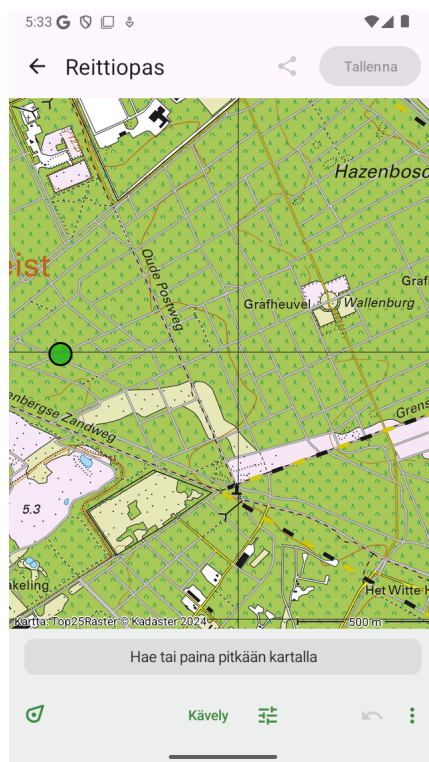 5:33
Reittiopas
Tallenna
Hazenbosc
eist
Oude Postweg
Graf
Grafheuvel
Wallenburg
enbergse Zandweg
Grens
5.3
1
akeling
Het Witte H
Kartta: Top25Raster © Kadaster 2024
500 m
Hae tai paina pitkään kartalla
Kävely